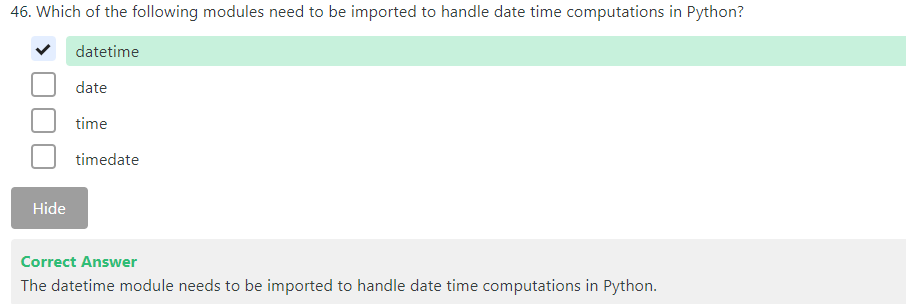 46. Which of the following modules need to be imported to handle date time computations in Python?
datetime
date
time
timedate
Hide
Correct Answer
The datetime module needs to be imported to handle date time computations in Python.